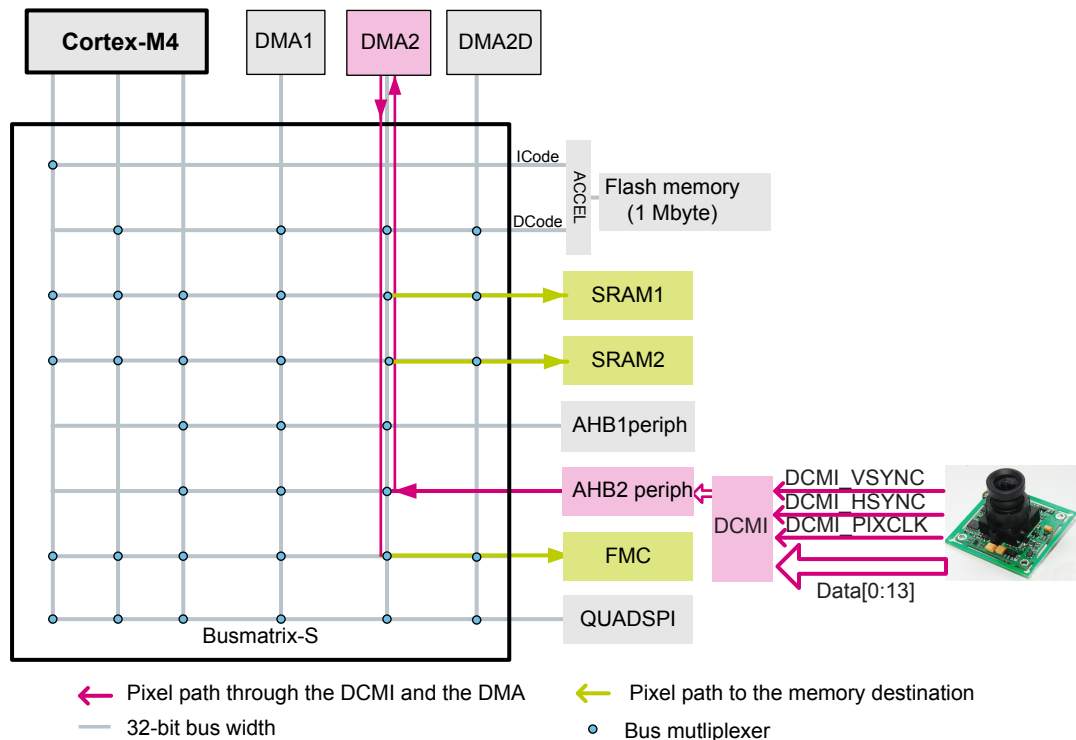 Cortex-M4
DMA1
DMA2
DMA2D
ICode
DCode
ACCEL
Flash memory
(1 Mbyte)
SRAM1
SRAM2
AHB1periph
AHB2 periph
DCMI
DCMI_VSYNC
DCMI_HSYNC
DCMI_PIXCLK
Data[0:13]
FMC
QUADSPI
Busmatrix-S
Pixel path through the DCMI and the DMA
Pixel path to the memory destination
32-bit bus width
Bus mutliplexer